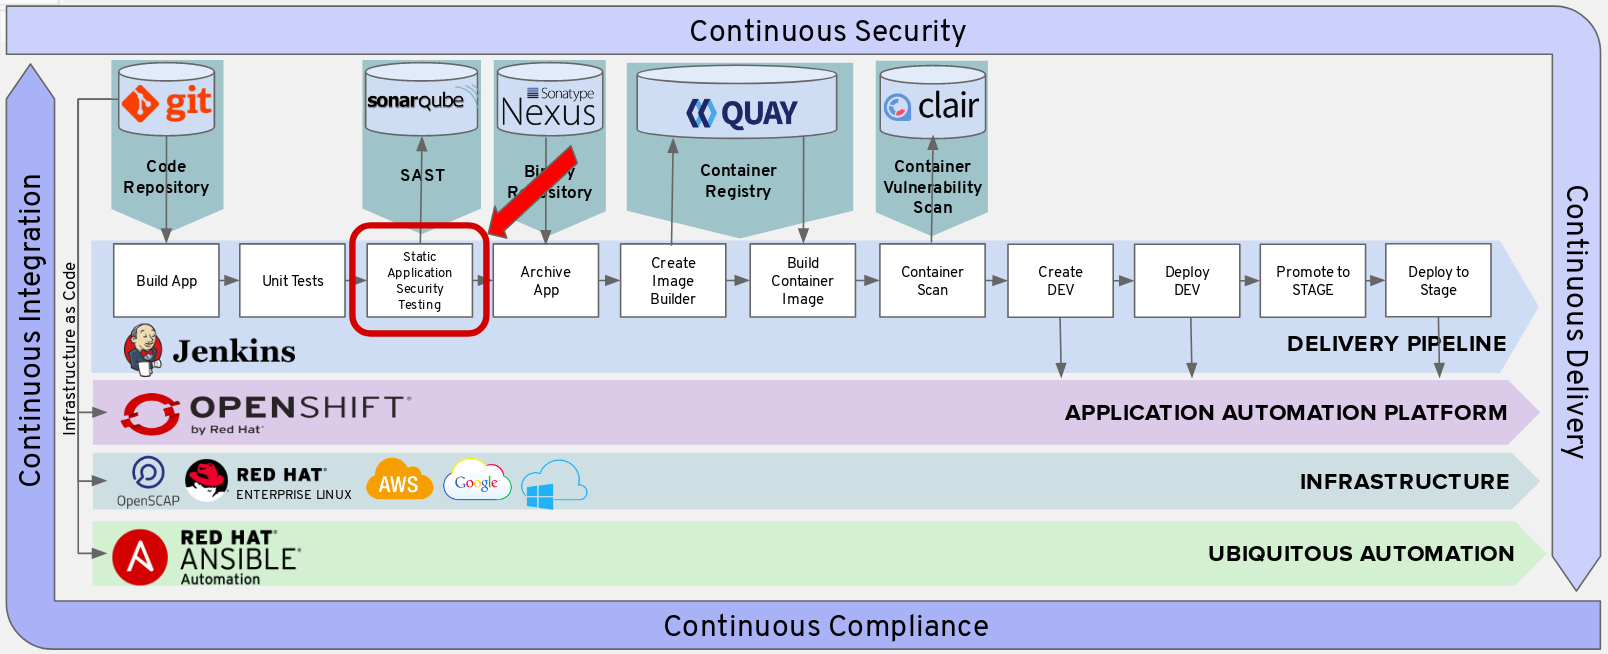 Continuous Security
git
sonarqube
Sonatype
Nexus
QUAY
clair
Code
Repository
SAST
Binary
Repository
Container
Registry
Container
Vulnerability
Scan
Build App
Unit Tests
Static
Application
Security
Testing
Archive
App
Create
Image
Builder
Build
Container
Image
Container
Scan
Create
DEV
Deploy
DEV
Promote to
STAGE
Deploy to
Stage
Jenkins
DELIVERY PIPELINE
OPENSHIFT®
by Red Hat®
APPLICATION AUTOMATION PLATFORM
OpenSCAP
RED HAT®
ENTERPRISE LINUX
AWS
Google
INFRASTRUCTURE
RED HAT®
ANSIBLE®
Automation
UBIQUITOUS AUTOMATION
Infrastructure as Code
Continuous Integration
Continuous Delivery
Continuous Compliance